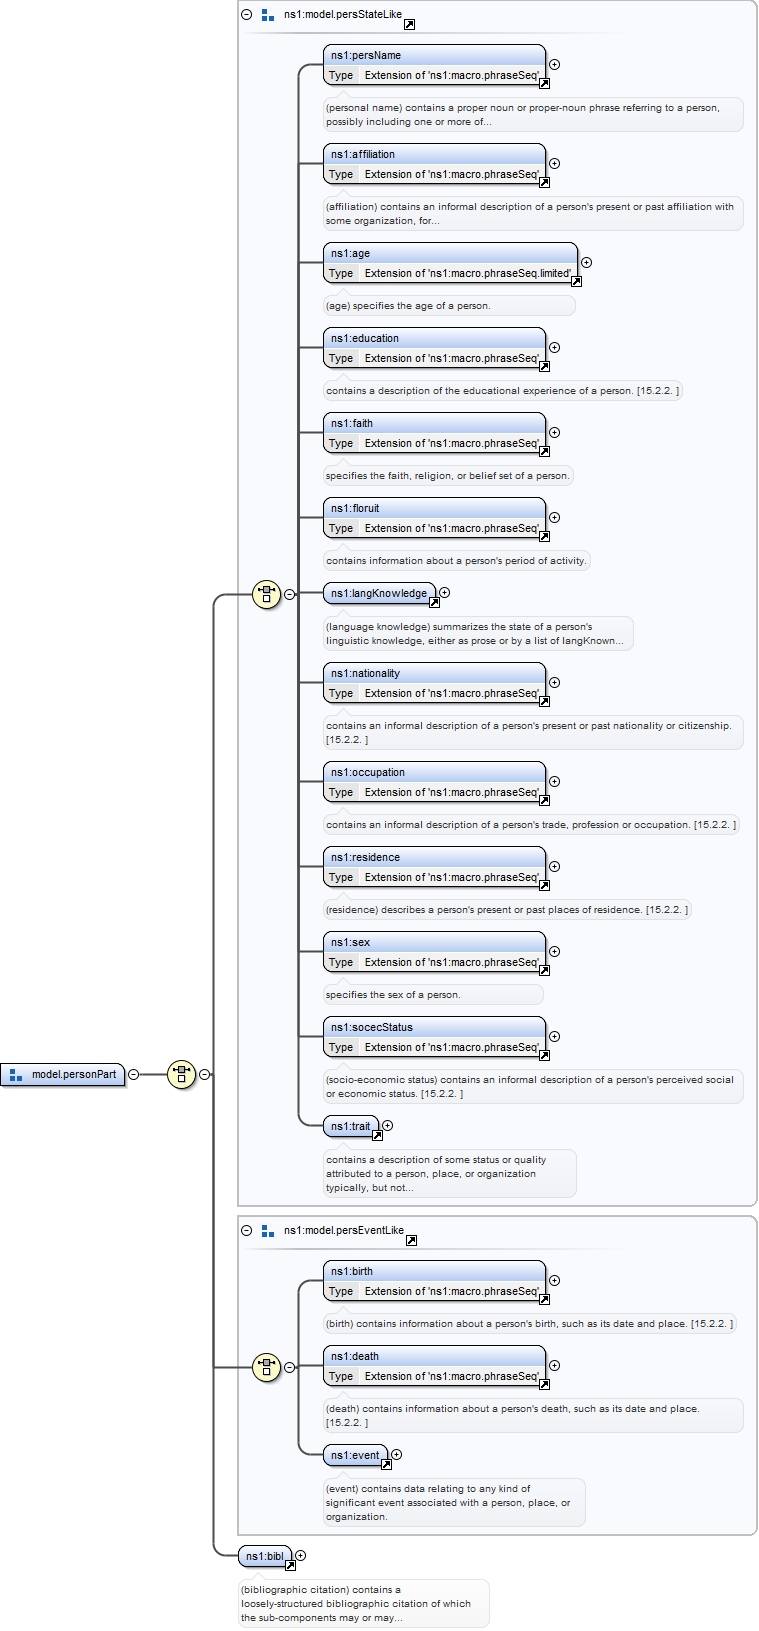 ns1:model.persStateLike
ns1:persName
Type Extension of 'ns1:macro.phraseSeq'
(personal name) contains a proper noun or proper-noun phrase referring to a person,
possibly including one or more of...
ns1:affiliation
Type Extension of 'ns1:macro.phraseSeq'
(affiliation) contains an informal description of a person's present or past affiliation with
some organization, for...
ns1:age
Type Extension of 'ns1:macro.phraseSeq.limited'
(age) specifies the age of a person.
ns1:education
Type Extension of 'ns1:macro.phraseSeq'
contains a description of the educational experience of a person. [15.2.2. ]
ns1:faith
Type Extension of 'ns1:macro.phraseSeq'
specifies the faith, religion, or belief set of a person.
ns1:floruit
Type Extension of 'ns1:macro.phraseSeq'
contains information about a person's period of activity.
ns1:langKnowledge
(language knowledge) summarizes the state of a person's
linguistic knowledge, either as prose or by a list of langKnown...
ns1:nationality
Type Extension of 'ns1:macro.phraseSeq'
contains an informal description of a person's present or past nationality or citizenship.
[15.2.2. ]
ns1:occupation
Type Extension of 'ns1:macro.phraseSeq'
contains an informal description of a person's trade, profession or occupation. [15.2.2. ]
ns1:residence
Type Extension of 'ns1:macro.phraseSeq'
(residence) describes a person's present or past places of residence. [15.2.2. ]
ns1:sex
Type Extension of 'ns1:macro.phraseSeq'
specifies the sex of a person.
ns1:socecStatus
Type Extension of 'ns1:macro.phraseSeq'
model.personPart
(socio-economic status) contains an informal description of a person's perceived social
or economic status. [15.2.2. ]
ns1:trait
contains a description of some status or quality
attributed to a person, place, or organization
typically, but not...
ns1:model.persEventLike
ns1:birth
Type Extension of 'ns1:macro.phraseSeq'
(birth) contains information about a person's birth, such as its date and place. [15.2.2. ]
ns1:death
Type Extension of 'ns1:macro.phraseSeq'
(death) contains information about a person's death, such as its date and place.
[15.2.2. ]
ns1:event
(event) contains data relating to any kind of
significant event associated with a person, place, or
organization.
ns1:bibl
(bibliographic citation) contains a
loosely-structured bibliographic citation of which
the sub-components may or may...